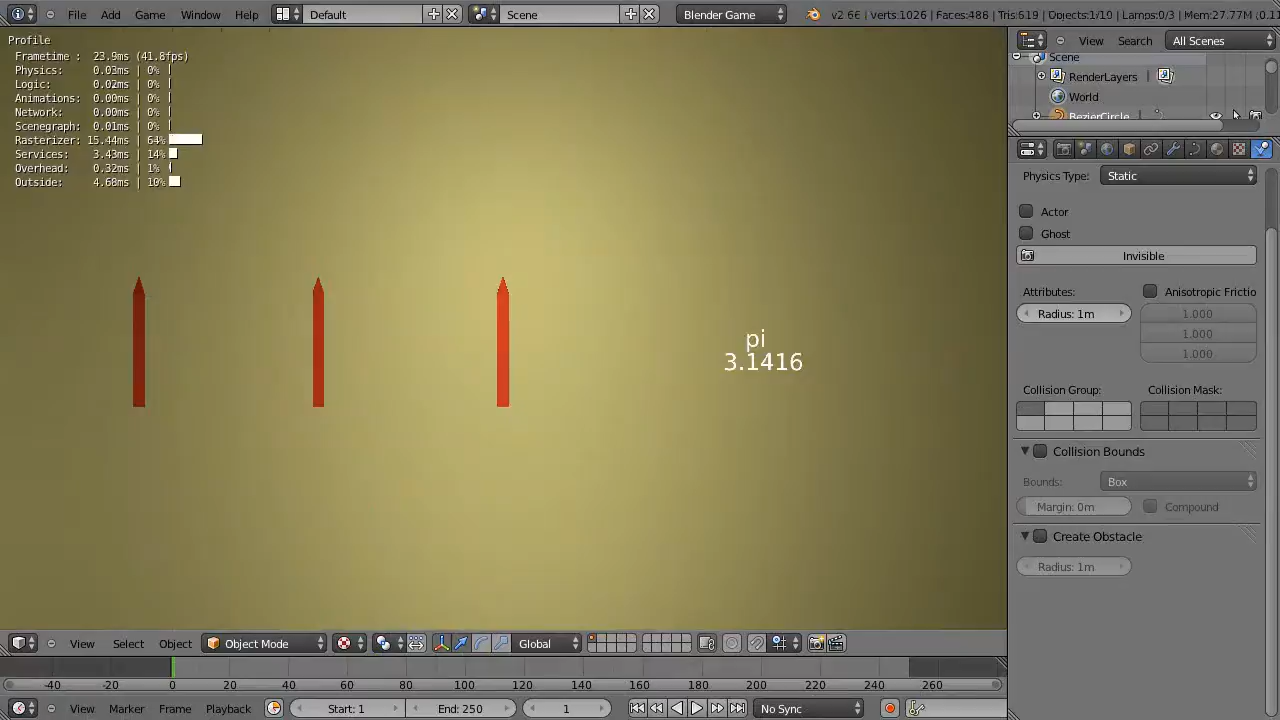 File Add Game Window Help Default Scene Blender Game v2.66 | Verts:1026 | Faces:486 | Tris:519 | Objects:1/10 | Lamps:0/3 | Mem:27.77M
View Search All Scenes
Scene
RenderLayers
World
BezierCircle
Profile
Frametime : 23.9ms (41.8fps)
Physics: 0.03ms | 0%
Logic: 0.02ms | 0%
Animations: 0.00ms | 0%
Network: 0.00ms | 0%
Scenegraph: 0.01ms | 0%
Rasterizer: 15.44ms | 64%
Services: 3.43ms | 14%
Overhead: 0.32ms | 1%
Outside: 4.68ms | 19%
pi
3.1416
Physics Type: Static
Actor
Ghost
Invisible
Attributes: Anisotropic Frictio
Radius: 1m 1.000
1.000
1.000
Collision Group: Collision Mask:
Collision Bounds
Bounds: Box
Margin: 0m Compound
Create Obstacle
Radius: 1m
View Select Object Object Mode Global
-40 -20 0 20 40 60 80 100 120 140 160 180 200 220 240 260
View Marker Frame Playback Start: 1 End: 250 1 No Sync